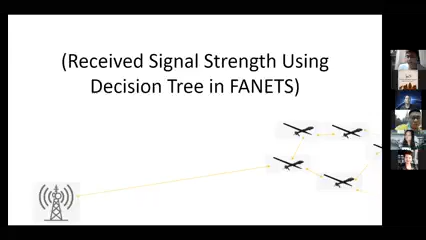 (Received Signal Strength Using
Decision Tree in FANETS)